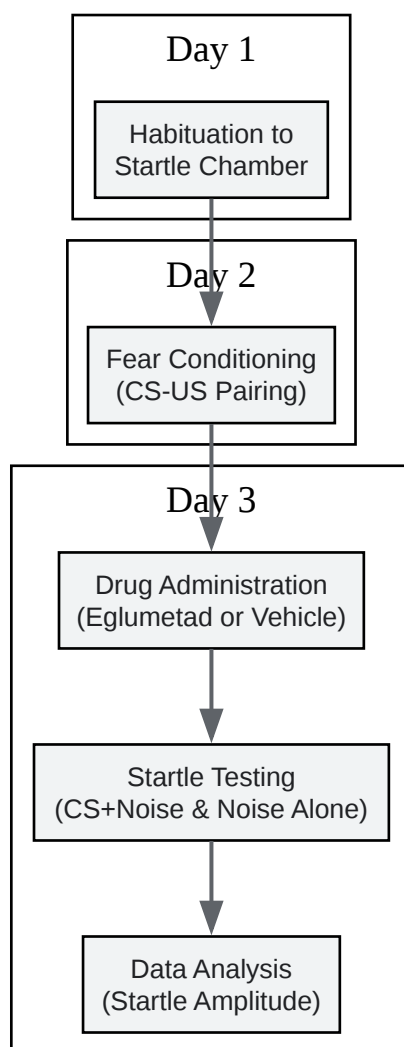 Day 1
Habituation to
Startle Chamber
Day 2
Fear Conditioning
(CS-US Pairing)
Day 3
Drug Administration
(Eglumetad or Vehicle)
Startle Testing
(CS+Noise & Noise Alone)
Data Analysis
(Startle Amplitude)